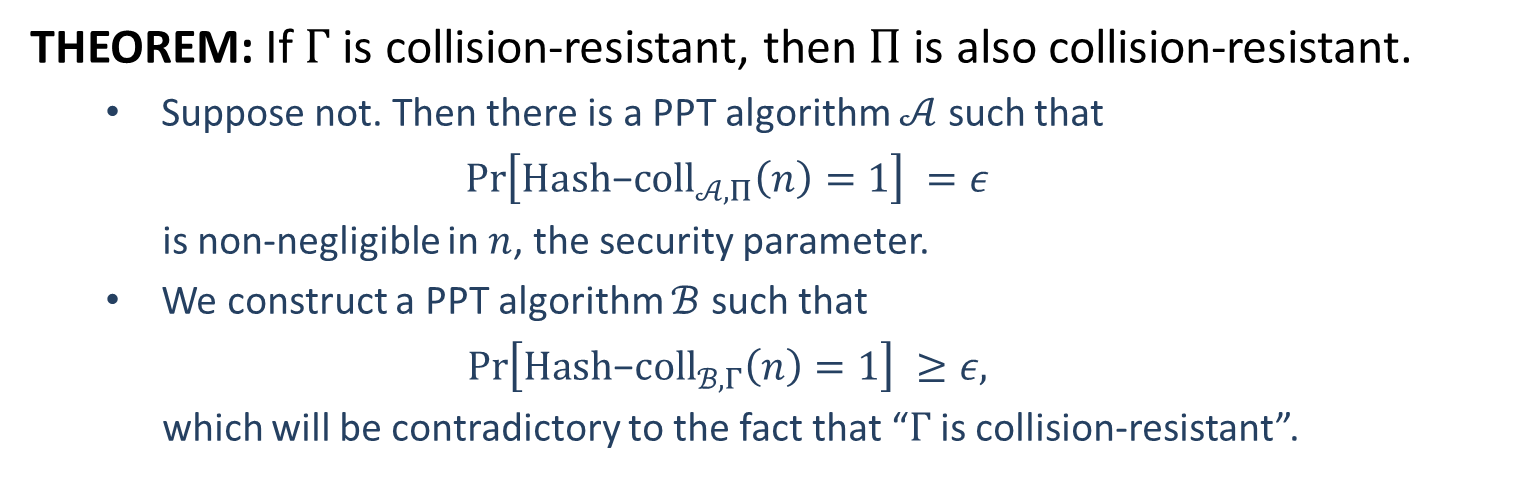 THEOREM: If Γ is collision-resistant, then Π is also collision-resistant.
• Suppose not. Then there is a PPT algorithm 𝒜 such that
Pr[Hash−coll_{𝒜,Π}(n) = 1] = ϵ
is non-negligible in n, the security parameter.
• We construct a PPT algorithm ℬ such that
Pr[Hash−coll_{ℬ,Γ}(n) = 1] ≥ ϵ,
which will be contradictory to the fact that “Γ is collision-resistant”.